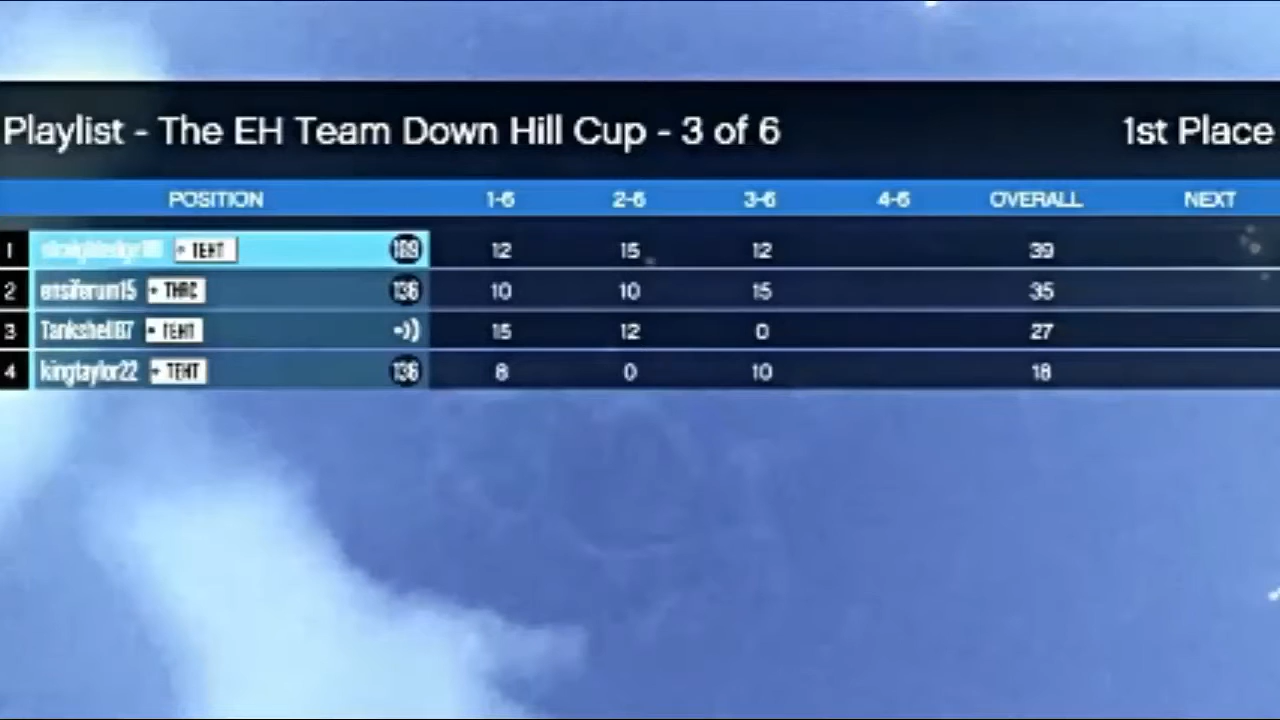 Playlist - The EH Team Down Hill Cup - 3 of 6 1st Place
POSITION 1-6 2-6 3-6 4-6 OVERALL NEXT
1 TEHT 12 15 12 39
2 ensiferum15 136 10 10 15 35
3 Tankshell87 TEHT 15 12 0 27
4 kingtaylor22 TEHT 136 8 0 10 18